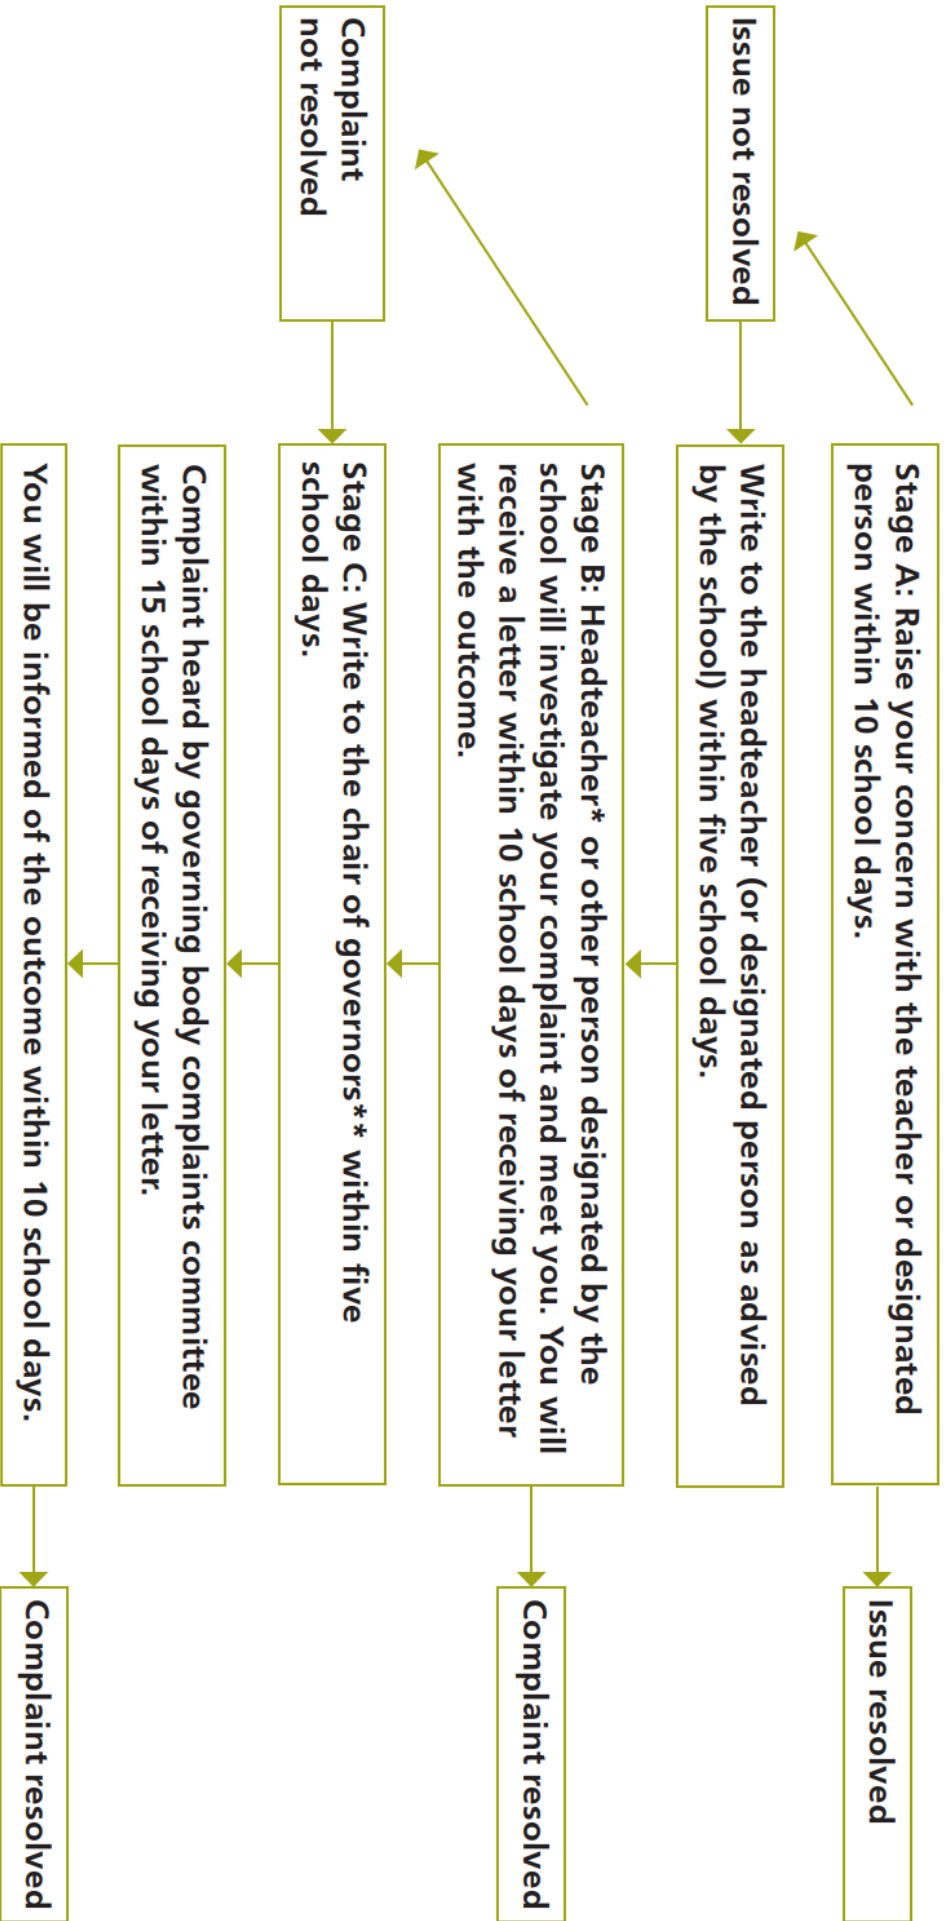 Stage A: Raise your concern with the teacher or designated
person within 10 school days.
Issue resolved
Issue not resolved
Write to the headteacher (or designated person as advised
by the school) within five school days.
Stage B: Headteacher* or other person designated by the
school will investigate your complaint and meet you. You will
receive a letter within 10 school days of receiving your letter
with the outcome.
Complaint resolved
Complaint
not resolved
Stage C: Write to the chair of governors** within five
school days.
Complaint heard by governing body complaints committee
within 15 school days of receiving your letter.
You will be informed of the outcome within 10 school days.
Complaint resolved